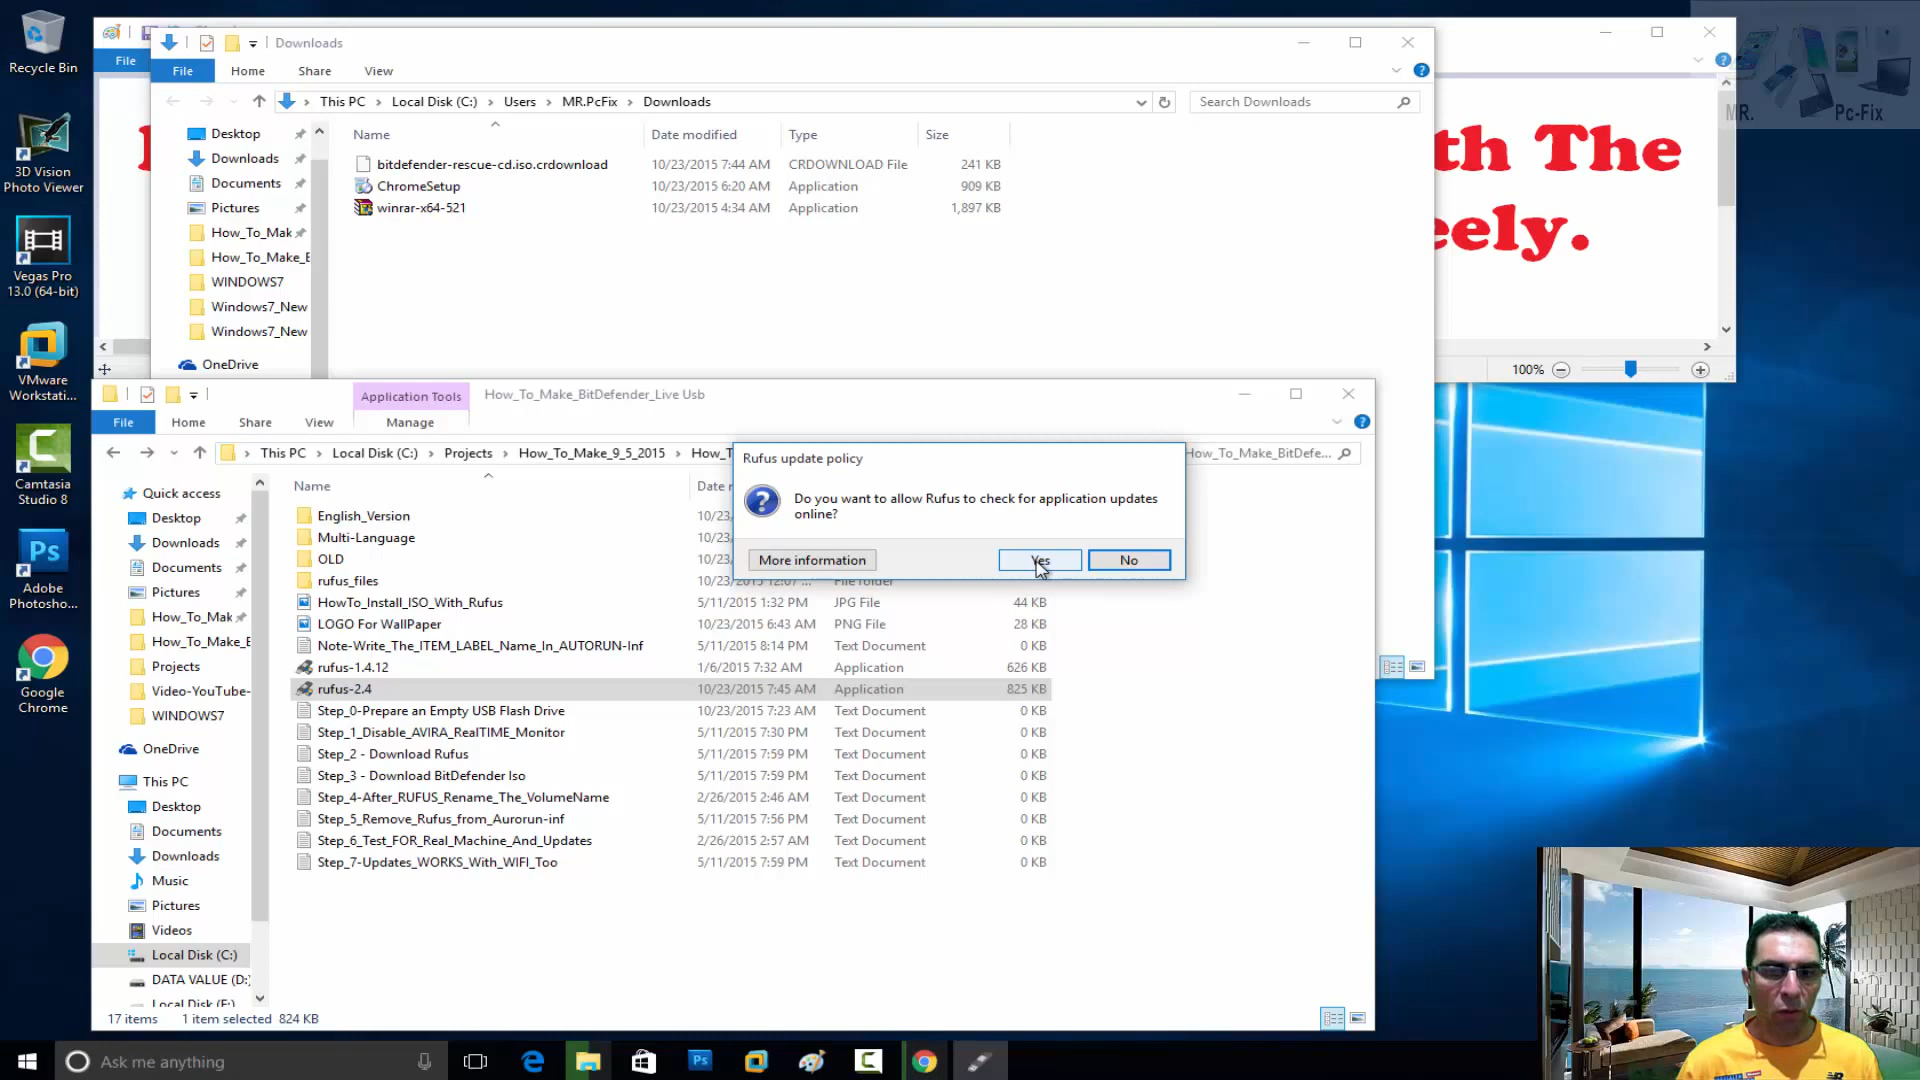 Recycle Bin
3D Vision
Photo Viewer
Vegas Pro
13.0 (64-bit)
VMware
Workstati...
Camtasia
Studio 8
Adobe
Photosho...
Google
Chrome
File
th The
eely.
MR. Pc-Fix
100%
Downloads
File Home Share View
This PC Local Disk (C:) Users MR.PcFix Downloads
Search Downloads
Desktop
Downloads
Documents
Pictures
How_To_Mak
How_To_Make_E
WINDOWS7
Windows7_New
Windows7_New
OneDrive
Name Date modified Type Size
bitdefender-rescue-cd.iso.crdownload 10/23/2015 7:44 AM CRDOWNLOAD File 241 KB
ChromeSetup 10/23/2015 6:20 AM Application 909 KB
winrar-x64-521 10/23/2015 4:34 AM Application 1,897 KB
Application Tools How_To_Make_BitDefender_Live Usb
File Home Share View Manage
This PC Local Disk (C:) Projects How_To_Make_9_5_2015 How_T
How_To_Make_BitDefe...
Quick access
Desktop
Downloads
Documents
Pictures
How_To_Mak
How_To_Make_E
Projects
Video-YouTube-
WINDOWS7
OneDrive
This PC
Desktop
Documents
Downloads
Music
Pictures
Videos
Local Disk (C:)
DATA VALUE (D:)
Local Disk (E:)
Name Date r
English_Version 10/23
Multi-Language 10/23
OLD 10/23
rufus_files 10/23/2015 12:07 ... File folder
HowTo_Install_ISO_With_Rufus 5/11/2015 1:32 PM JPG File 44 KB
LOGO For WallPaper 10/23/2015 6:43 AM PNG File 28 KB
Note-Write_The_ITEM_LABEL_Name_In_AUTORUN-Inf 5/11/2015 8:14 PM Text Document 0 KB
rufus-1.4.12 1/6/2015 7:32 AM Application 626 KB
rufus-2.4 10/23/2015 7:45 AM Application 825 KB
Step_0-Prepare an Empty USB Flash Drive 10/23/2015 7:23 AM Text Document 0 KB
Step_1_Disable_AVIRA_RealTIME_Monitor 5/11/2015 7:30 PM Text Document 0 KB
Step_2 - Download Rufus 5/11/2015 7:59 PM Text Document 0 KB
Step_3 - Download BitDefender Iso 5/11/2015 7:59 PM Text Document 0 KB
Step_4-After_RUFUS_Rename_The_VolumeName 2/26/2015 2:46 AM Text Document 0 KB
Step_5_Remove_Rufus_from_Aurorun-inf 5/11/2015 7:56 PM Text Document 0 KB
Step_6_Test_FOR_Real_Machine_And_Updates 2/26/2015 2:57 AM Text Document 0 KB
Step_7-Updates_WORKS_With_WIFI_Too 5/11/2015 7:59 PM Text Document 0 KB
17 items 1 item selected 824 KB
Rufus update policy
Do you want to allow Rufus to check for application updates
online?
More information Yes No
Ask me anything